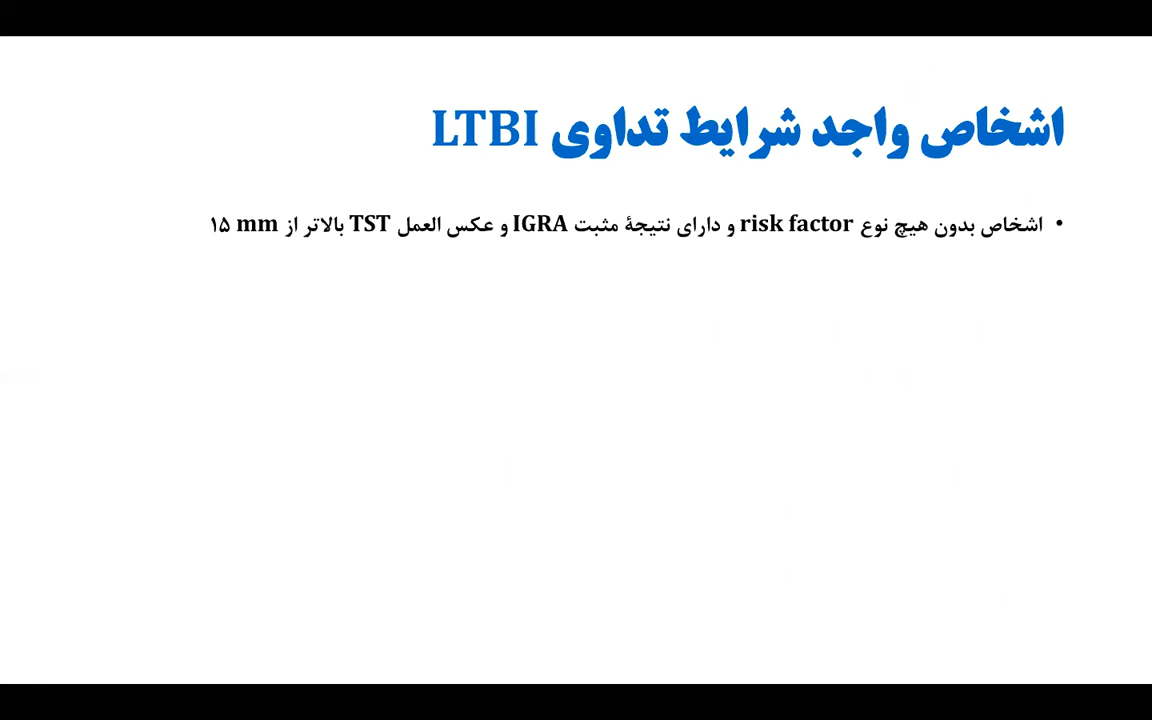 اشخاص واجد شرایط تداوی LTBI
• اشخاص بدون هیچ نوع risk factor و دارای نتیجۀ مثبت IGRA و عکس العمل TST بالاتر از ۱۵ mm